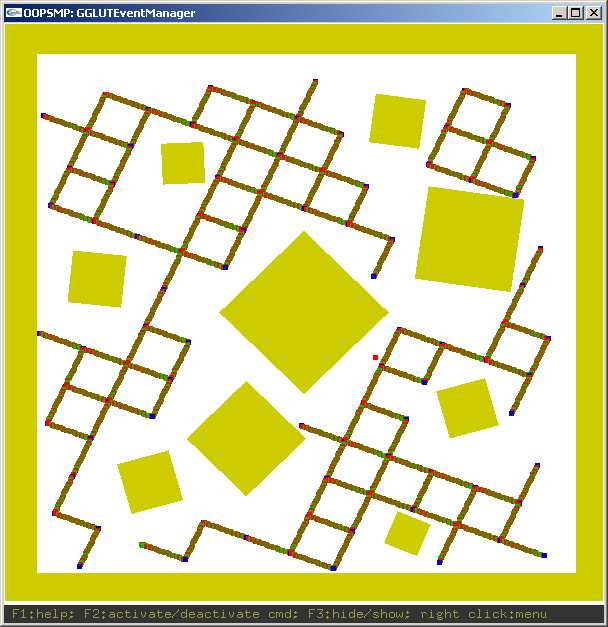 OOPSMP: GGLUTEventManager
F1:help; F2:activate/deactivate cmd; F3:hide/show; right click:menu